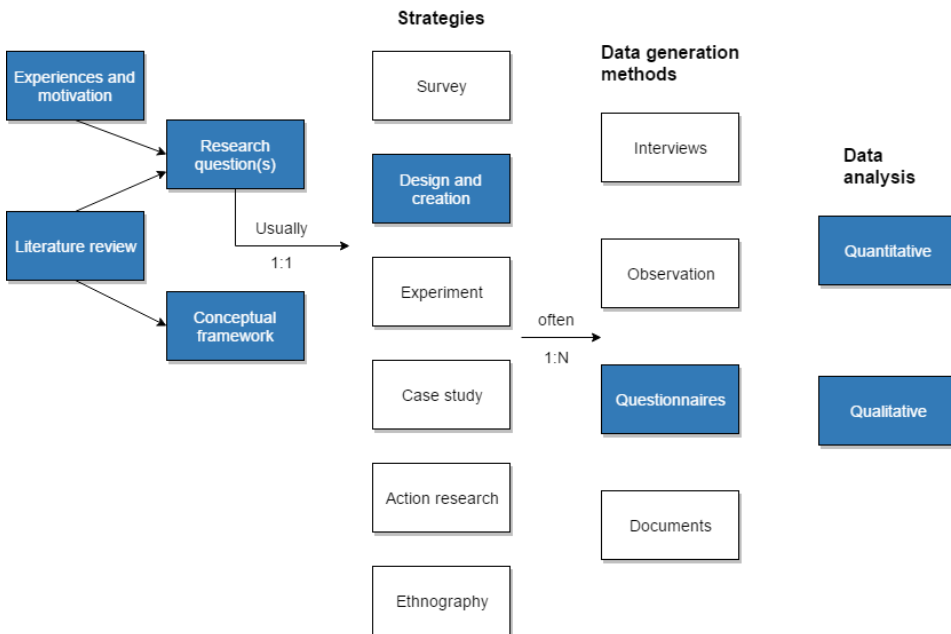 Strategies
Experiences and
motivation
Research
question(s)
Literature review
Conceptual
framework
Usually
1:1
Survey
Design and
creation
Experiment
Case study
Action research
Ethnography
often
1:N
Data generation
methods
Interviews
Observation
Questionnaires
Documents
Data
analysis
Quantitative
Qualitative